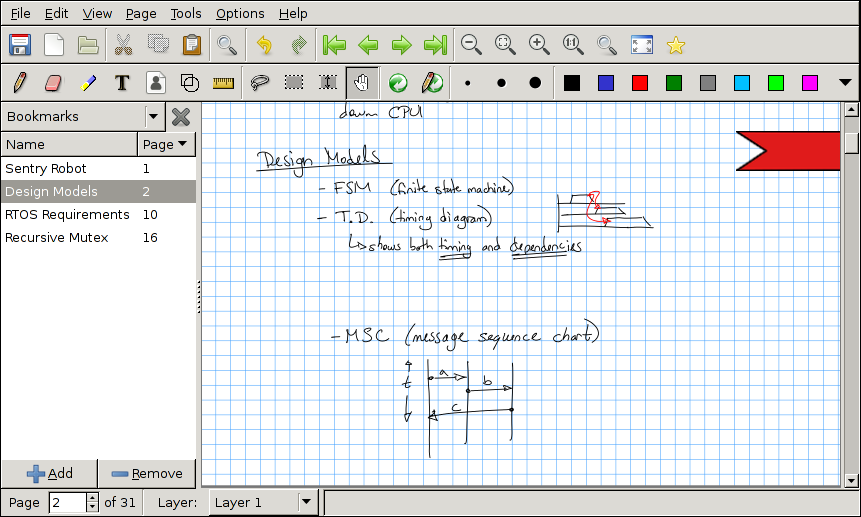 File Edit View Page Tools Options Help
1:1
T
Bookmarks
Name Page
Sentry Robot 1
Design Models 2
RTOS Requirements 10
Recursive Mutex 16
Add Remove
down CPU
Design Models
- FSM (finite state machine)
- T.D. (timing diagram)
↳ shows both timing and dependencies
- MSC (message sequence chart)
a
t
b
c
Page 2 of 31 Layer: Layer 1